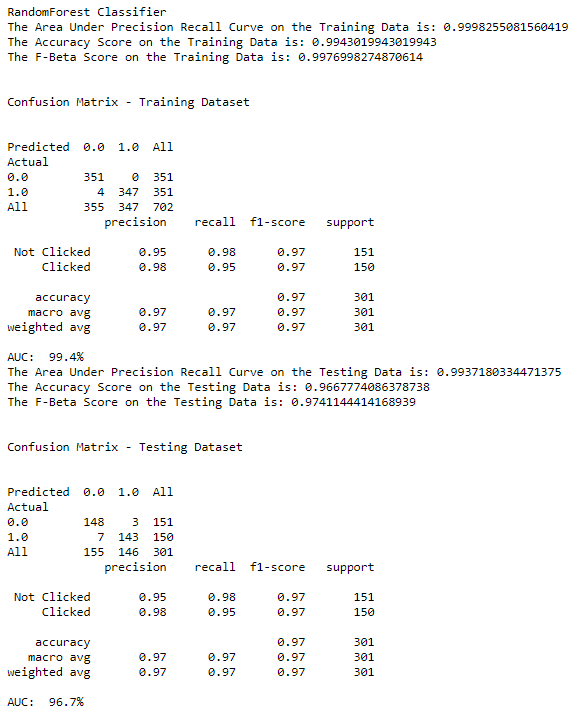 RandomForest Classifier
The Area Under Precision Recall Curve on the Training Data is: 0.9998255081560419
The Accuracy Score on the Training Data is: 0.9943019943019943
The F-Beta Score on the Training Data is: 0.9976998274870614
Confusion Matrix - Training Dataset
Predicted 0.0 1.0 All
Actual
0.0 351 0 351
1.0 4 347 351
All 355 347 702
precision recall f1-score support
Not Clicked 0.95 0.98 0.97 151
Clicked 0.98 0.95 0.97 150
accuracy 0.97 301
macro avg 0.97 0.97 0.97 301
weighted avg 0.97 0.97 0.97 301
AUC: 99.4%
The Area Under Precision Recall Curve on the Testing Data is: 0.9937180334471375
The Accuracy Score on the Testing Data is: 0.9667774086378738
The F-Beta Score on the Testing Data is: 0.9741144414168939
Confusion Matrix - Testing Dataset
Predicted 0.0 1.0 All
Actual
0.0 148 3 151
1.0 7 143 150
All 155 146 301
precision recall f1-score support
Not Clicked 0.95 0.98 0.97 151
Clicked 0.98 0.95 0.97 150
accuracy 0.97 301
macro avg 0.97 0.97 0.97 301
weighted avg 0.97 0.97 0.97 301
AUC: 96.7%